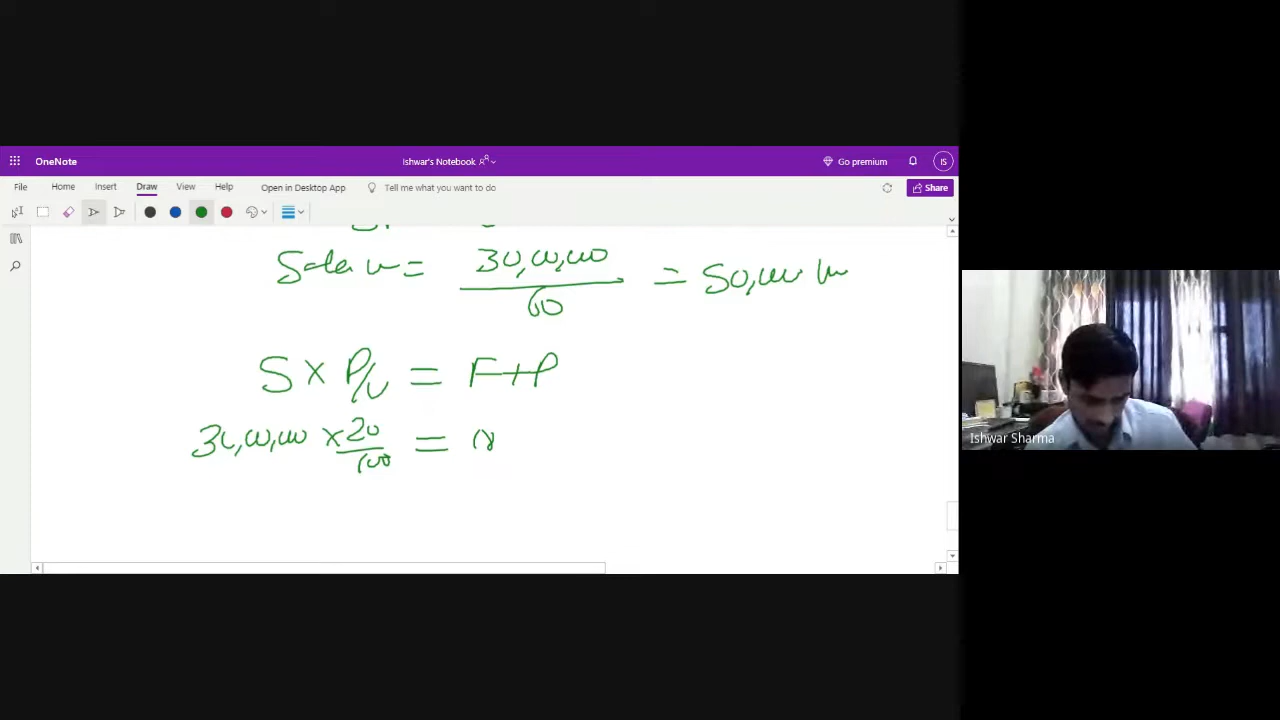 OneNote Ishwar's Notebook Go premium IS
File Home Insert Draw View Help Open in Desktop App Tell me what you want to do Share
= 30,00,000 / 60 = 50,000
S × P/V = F + P
30,00,000 × 20/100 =
Ishwar Sharma